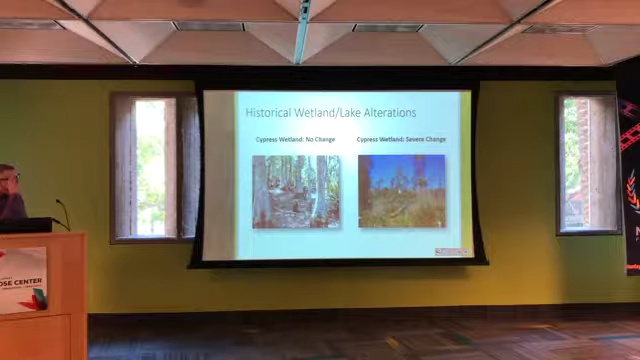 Historical Wetland/Lake Alterations
Cypress Wetland: No Change
Cypress Wetland: Severe Change
OSE CENTER